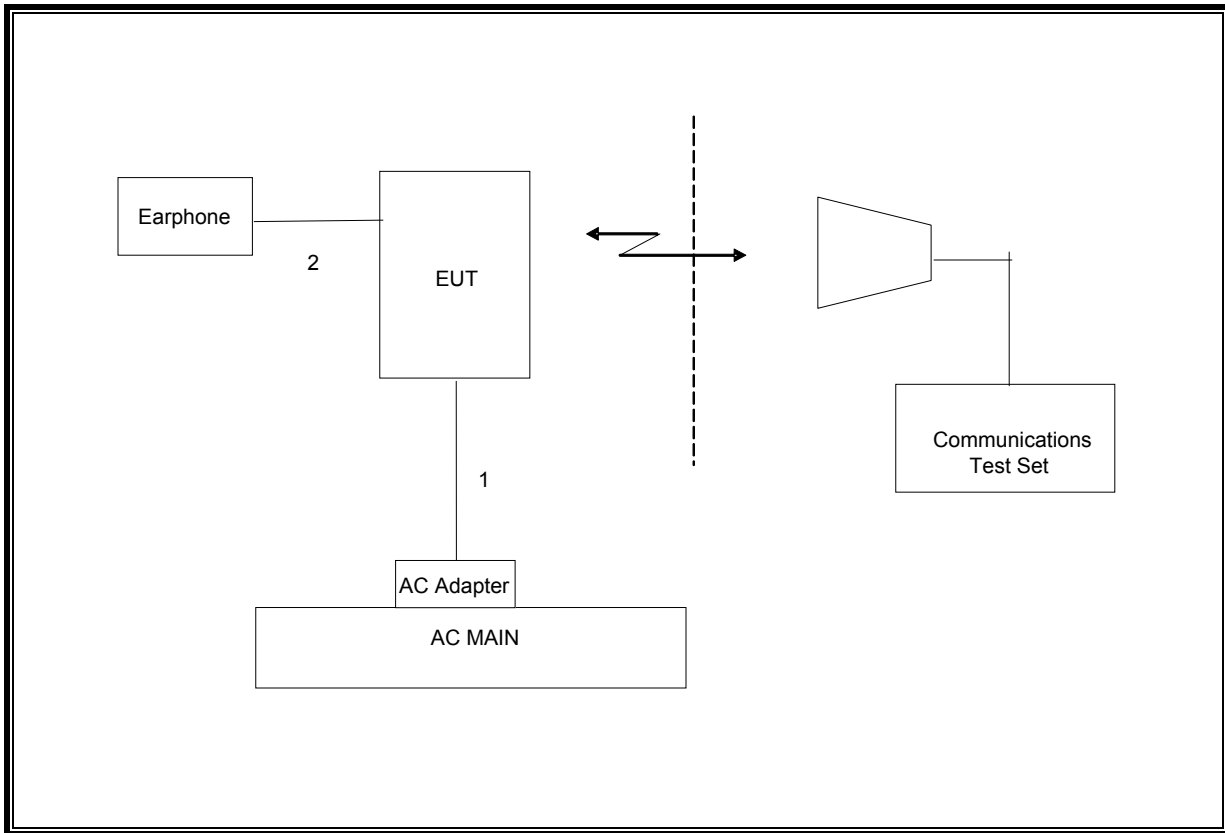 Earphone
2
EUT
1
AC Adapter
AC MAIN
Communications
Test Set